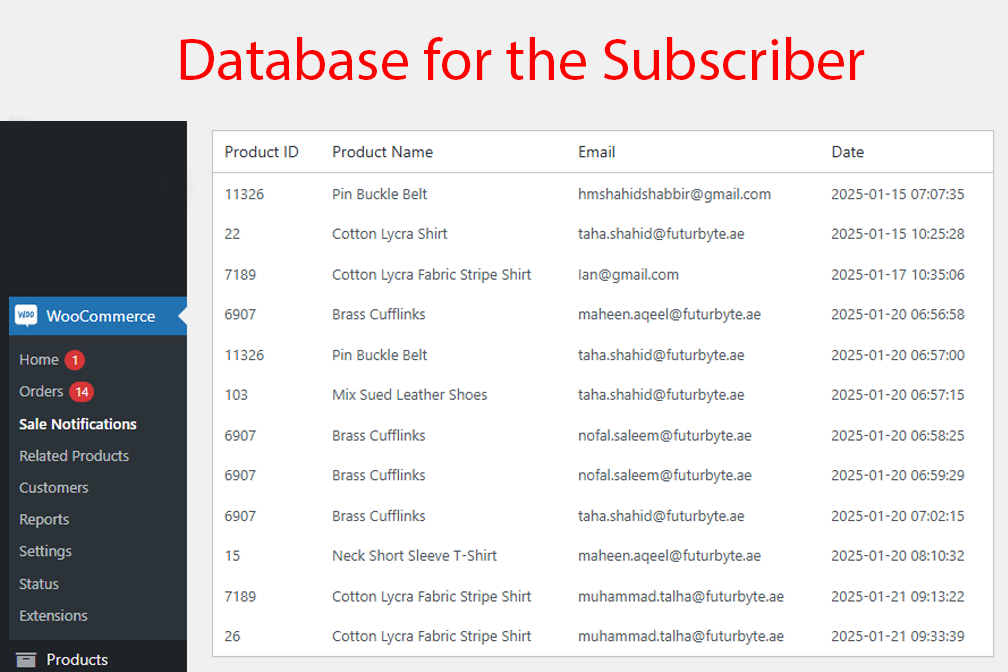 Database for the Subscriber
Product ID Product Name Email Date
11326 Pin Buckle Belt hmshahidshabbir@gmail.com 2025-01-15 07:07:35
22 Cotton Lycra Shirt taha.shahid@futurbyte.ae 2025-01-15 10:25:28
7189 Cotton Lycra Fabric Stripe Shirt Ian@gmail.com 2025-01-17 10:35:06
6907 Brass Cufflinks maheen.aqeel@futurbyte.ae 2025-01-20 06:56:58
11326 Pin Buckle Belt taha.shahid@futurbyte.ae 2025-01-20 06:57:00
103 Mix Sued Leather Shoes taha.shahid@futurbyte.ae 2025-01-20 06:57:15
6907 Brass Cufflinks nofal.saleem@futurbyte.ae 2025-01-20 06:58:25
6907 Brass Cufflinks nofal.saleem@futurbyte.ae 2025-01-20 06:59:29
6907 Brass Cufflinks taha.shahid@futurbyte.ae 2025-01-20 07:02:15
15 Neck Short Sleeve T-Shirt maheen.aqeel@futurbyte.ae 2025-01-20 08:10:32
7189 Cotton Lycra Fabric Stripe Shirt muhammad.talha@futurbyte.ae 2025-01-21 09:13:22
26 Cotton Lycra Fabric Stripe Shirt muhammad.talha@futurbyte.ae 2025-01-21 09:33:39
Woo WooCommerce
Home 1
Orders 14
Sale Notifications
Related Products
Customers
Reports
Settings
Status
Extensions
Products